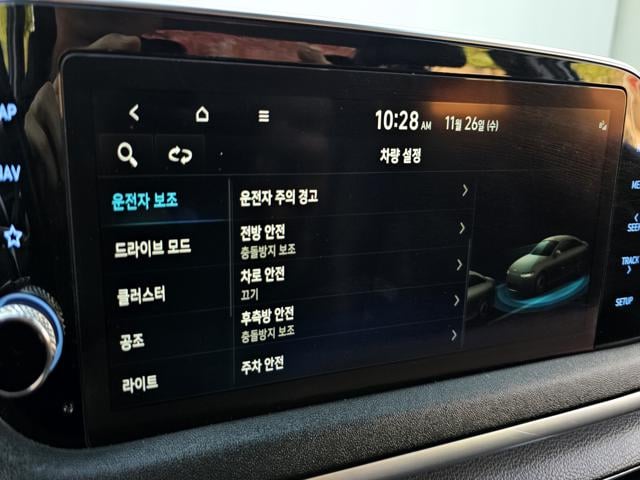 10:28 AM 11월 26일 (수)
차량 설정
운전자 보조
드라이브 모드
클러스터
공조
라이트
운전자 주의 경고
전방 안전
충돌방지 보조
차로 안전
끄기
후측방 안전
충돌방지 보조
주차 안전
AP
NAV
SEEK
TRACK
SETUP